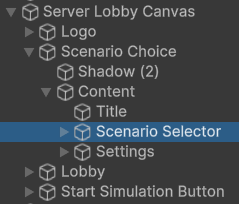 Server Lobby Canvas
Logo
Scenario Choice
Shadow (2)
Content
Title
Scenario Selector
Settings
Lobby
Start Simulation Button